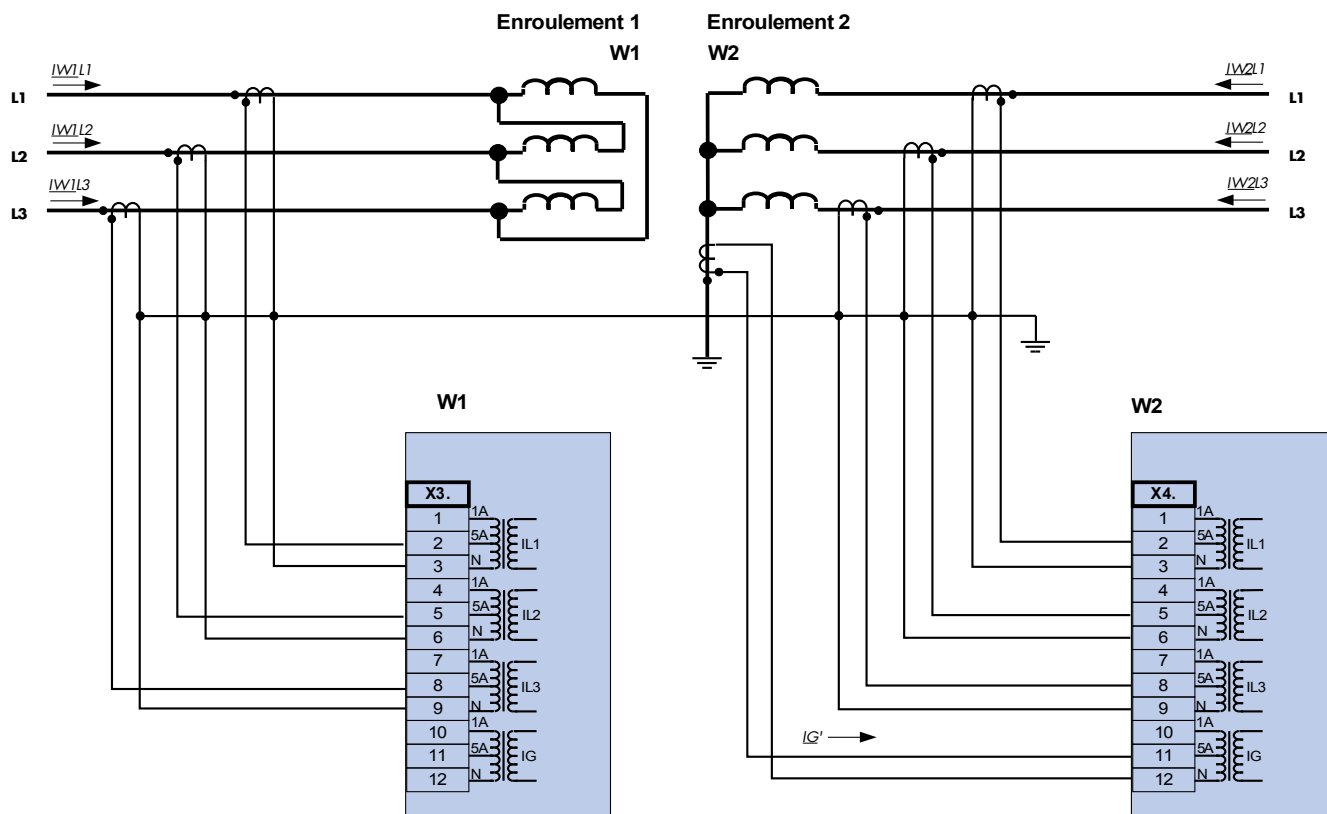 Enroulement 1
Enroulement 2
W1
W2
IW1L1
IW2L1
L1
L1
IW1L2
IW2L2
L2
L2
IW1L3
IW2L3
L3
L3
W1
W2
X3.
1
1A
2
5A
IL1
3
N
4
1A
5
5A
IL2
6
N
7
1A
8
5A
IL3
9
N
10
1A
11
5A
IG
12
N
IG'
X4.
1
1A
2
5A
IL1
3
N
4
1A
5
5A
IL2
6
N
7
1A
8
5A
IL3
9
N
10
1A
11
5A
IG
12
N